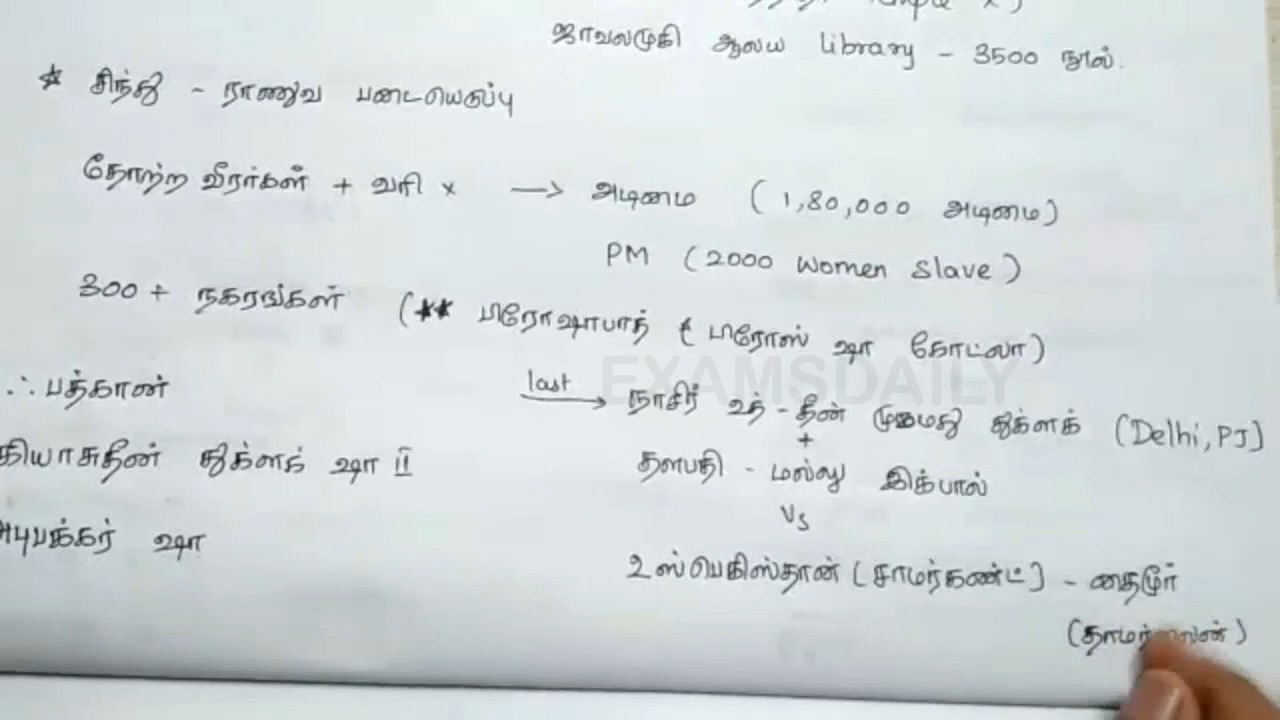 ஜாவலமுகி ஆலய library - 3500 நூல்.
* சிந்து - ராணுவ படையெடுப்பு
தோற்ற வீரர்கள் + வரி x → அடிமை (1,80,000 அடிமை)
PM (2000 women slave)
300 + நகரங்கள் (** பிரோஷாபாத் & பிரோஸ் ஷா கோட்லா)
EXAMSDAILY
∴ பத்கான்
last → நாசிர் உத் - தீன் முகமது துக்ளக் (Delhi, PJ)
+
கியாசுதீன் துக்ளக் ஷா II
தளபதி - மல்லு இக்பால்
Vs
அபுபக்கர் ஷா
உஸ்பெகிஸ்தான் (சாமர்கண்ட்) - தைமூர்